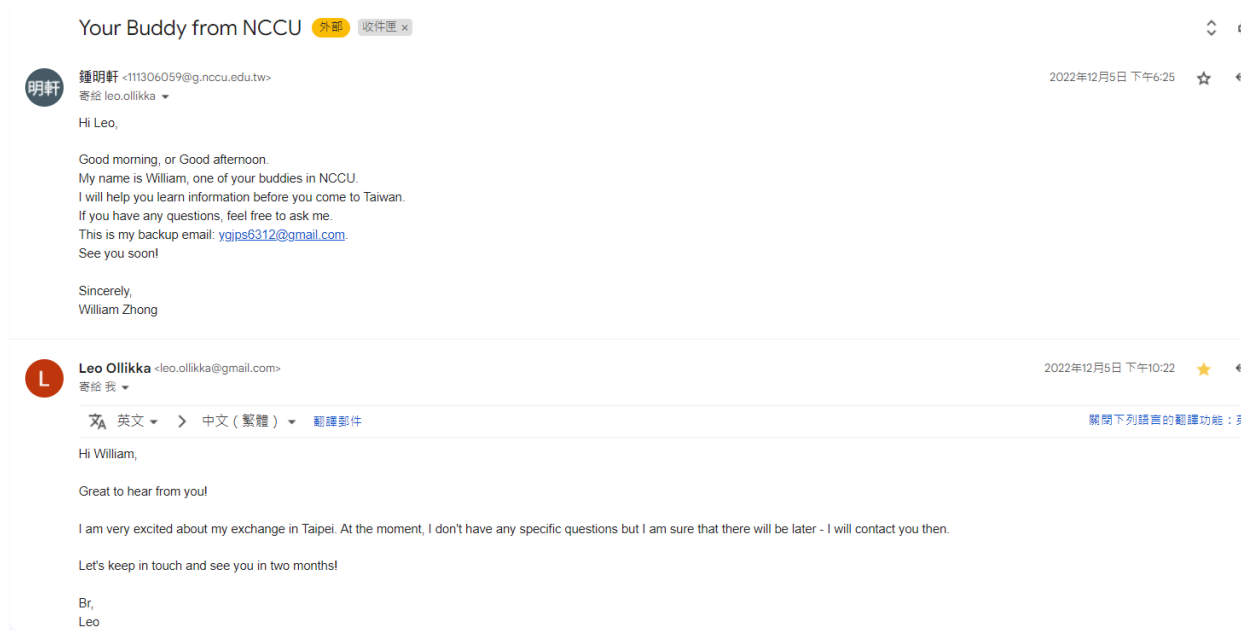 Your Buddy from NCCU 外部 收件匣 ×
明軒
鍾明軒 <111306059@g.nccu.edu.tw>
2022年12月5日 下午6:25
寄給 leo.ollikka
Hi Leo,
Good morning, or Good afternoon.
My name is William, one of your buddies in NCCU.
I will help you learn information before you come to Taiwan.
If you have any questions, feel free to ask me.
This is my backup email: ygjps6312@gmail.com.
See you soon!
Sincerely,
William Zhong
L
Leo Ollikka <leo.ollikka@gmail.com>
2022年12月5日 下午10:22
寄給 我
英文 > 中文（繁體） 翻譯郵件
關閉下列語言的翻譯功能：
Hi William,
Great to hear from you!
I am very excited about my exchange in Taipei. At the moment, I don't have any specific questions but I am sure that there will be later - I will contact you then.
Let's keep in touch and see you in two months!
Br,
Leo